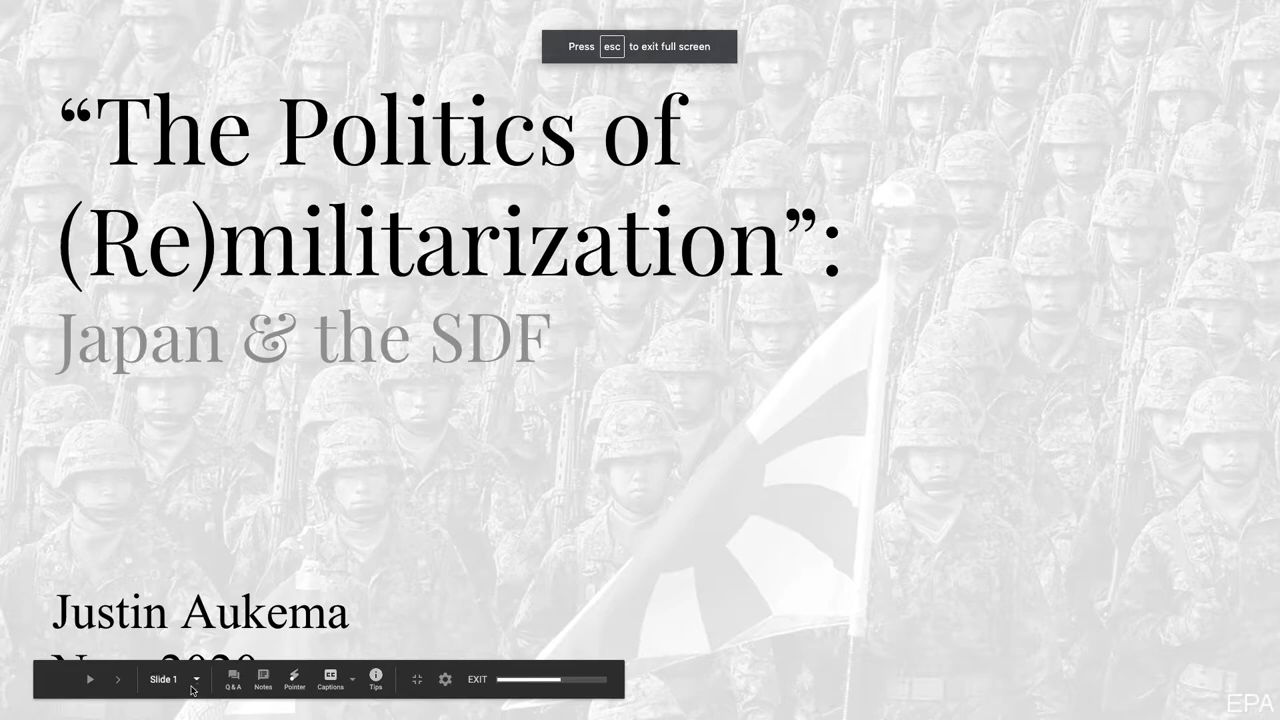 Press esc to exit full screen
“The Politics of
(Re)militarization”:
Japan & the SDF
Justin Aukema
2020
Slide 1
Q & A
Notes
Pointer
Captions
Tips
EXIT
EPA